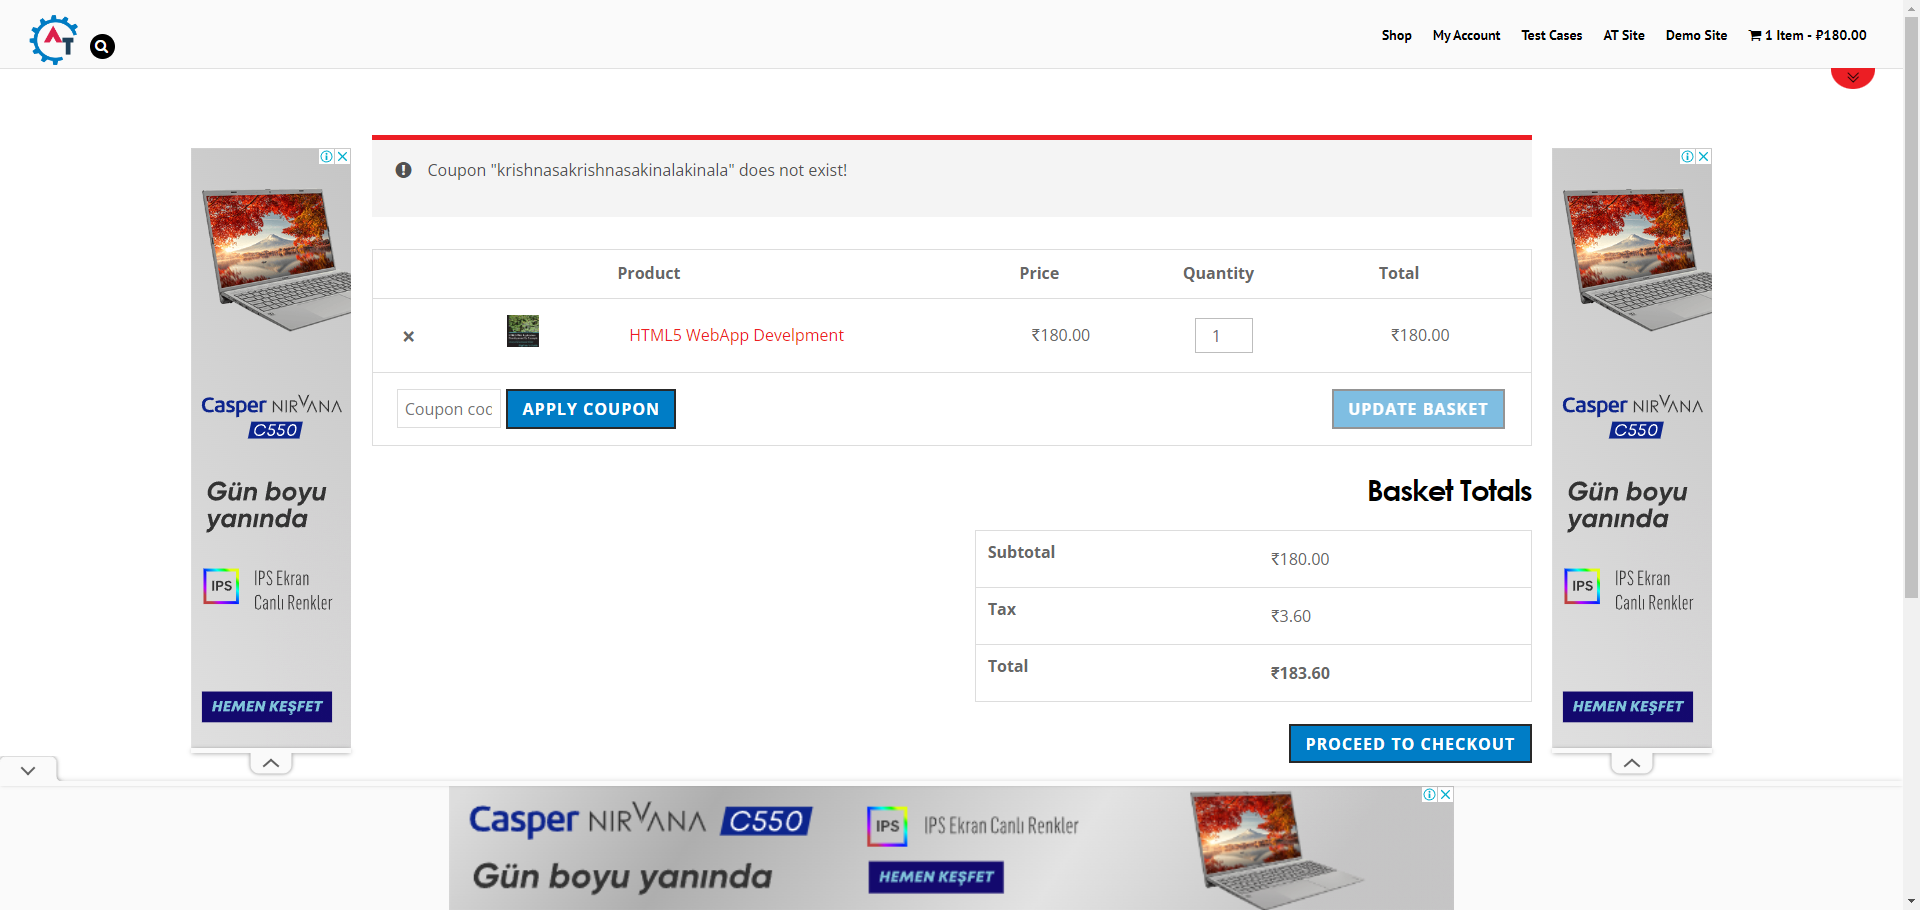 AT
Shop
My Account
Test Cases
AT Site
Demo Site
1 Item - ₽180.00
Coupon "krishnasakrishnasakinalakinala" does not exist!
Product
Price
Quantity
Total
×
HTML5 WebApp Develpment
₹180.00
1
₹180.00
Coupon coc
APPLY COUPON
UPDATE BASKET
Basket Totals
Subtotal
₹180.00
Tax
₹3.60
Total
₹183.60
PROCEED TO CHECKOUT
Casper NIRVANA
C550
Gün boyu
yanında
IPS
IPS Ekran
Canlı Renkler
HEMEN KEŞFET
Casper NIRVANA
C550
Gün boyu
yanında
IPS
IPS Ekran
Canlı Renkler
HEMEN KEŞFET
Casper NIRVANA C550
Gün boyu yanında
IPS
IPS Ekran Canlı Renkler
HEMEN KEŞFET